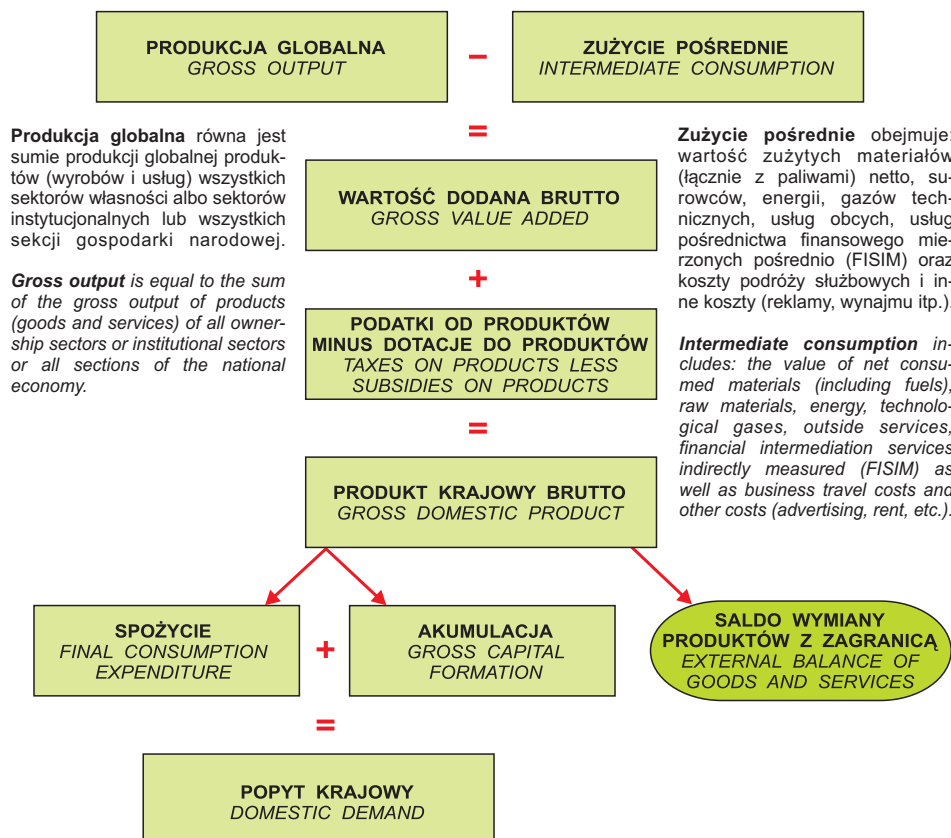 PRODUKCJA GLOBALNA
GROSS OUTPUT
–
ZUŻYCIE POŚREDNIE
INTERMEDIATE CONSUMPTION
=
Produkcja globalna równa jest
sumie produkcji globalnej produk-
tów (wyrobów i usług) wszystkich
sektorów własności albo sektorów
instytucjonalnych lub wszystkich
sekcji gospodarki narodowej.
Gross output is equal to the sum
of the gross output of products
(goods and services) of all owner-
ship sectors or institutional sectors
or all sections of the national
economy.
WARTOŚĆ DODANA BRUTTO
GROSS VALUE ADDED
+
PODATKI OD PRODUKTÓW
MINUS DOTACJE DO PRODUKTÓW
TAXES ON PRODUCTS LESS
SUBSIDIES ON PRODUCTS
=
PRODUKT KRAJOWY BRUTTO
GROSS DOMESTIC PRODUCT
Zużycie pośrednie obejmuje:
wartość zużytych materiałów
(łącznie z paliwami) netto, su-
rowców, energii, gazów tech-
nicznych, usług obcych, usług
pośrednictwa finansowego mie-
rzonych pośrednio (FISIM) oraz
koszty podróży służbowych i in-
ne koszty (reklamy, wynajmu itp.).
Intermediate consumption in-
cludes: the value of net consu-
med materials (including fuels),
raw materials, energy, technolo-
gical gases, outside services,
financial intermediation services
indirectly measured (FISIM) as
well as business travel costs and
other costs (advertising, rent, etc.).
SPOŻYCIE
FINAL CONSUMPTION
EXPENDITURE
+
AKUMULACJA
GROSS CAPITAL
FORMATION
SALDO WYMIANY
PRODUKTÓW Z ZAGRANICĄ
EXTERNAL BALANCE OF
GOODS AND SERVICES
=
POPYT KRAJOWY
DOMESTIC DEMAND